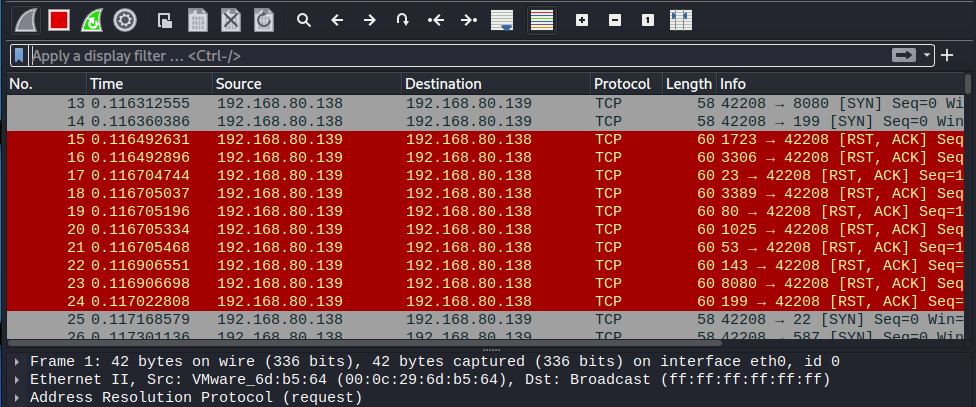 Apply a display filter ... <Ctrl-/>
No. Time Source Destination Protocol Length Info
13 0.116312555 192.168.80.138 192.168.80.139 TCP 58 42208 → 8080 [SYN] Seq=0 Wi
14 0.116360386 192.168.80.138 192.168.80.139 TCP 58 42208 → 199 [SYN] Seq=0 Win
15 0.116492631 192.168.80.139 192.168.80.138 TCP 60 1723 → 42208 [RST, ACK] Seq
16 0.116492896 192.168.80.139 192.168.80.138 TCP 60 3306 → 42208 [RST, ACK] Seq
17 0.116704744 192.168.80.139 192.168.80.138 TCP 60 23 → 42208 [RST, ACK] Seq=1
18 0.116705037 192.168.80.139 192.168.80.138 TCP 60 3389 → 42208 [RST, ACK] Seq
19 0.116705196 192.168.80.139 192.168.80.138 TCP 60 80 → 42208 [RST, ACK] Seq=1
20 0.116705334 192.168.80.139 192.168.80.138 TCP 60 1025 → 42208 [RST, ACK] Seq
21 0.116705468 192.168.80.139 192.168.80.138 TCP 60 53 → 42208 [RST, ACK] Seq=1
22 0.116906551 192.168.80.139 192.168.80.138 TCP 60 143 → 42208 [RST, ACK] Seq=
23 0.116906698 192.168.80.139 192.168.80.138 TCP 60 8080 → 42208 [RST, ACK] Seq
24 0.117022808 192.168.80.139 192.168.80.138 TCP 60 199 → 42208 [RST, ACK] Seq=
25 0.117168579 192.168.80.138 192.168.80.139 TCP 58 42208 → 22 [SYN] Seq=0 Win=
26 0.117301136 192.168.80.138 192.168.80.139 TCP 58 42208 → 587 [SYN] Seq=0 Win
Frame 1: 42 bytes on wire (336 bits), 42 bytes captured (336 bits) on interface eth0, id 0
Ethernet II, Src: VMware_6d:b5:64 (00:0c:29:6d:b5:64), Dst: Broadcast (ff:ff:ff:ff:ff:ff)
Address Resolution Protocol (request)